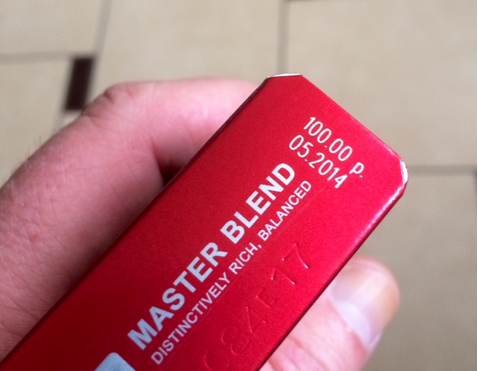 100.00 р.
05.2014
MASTER BLEND
DISTINCTIVELY RICH, BALANCED